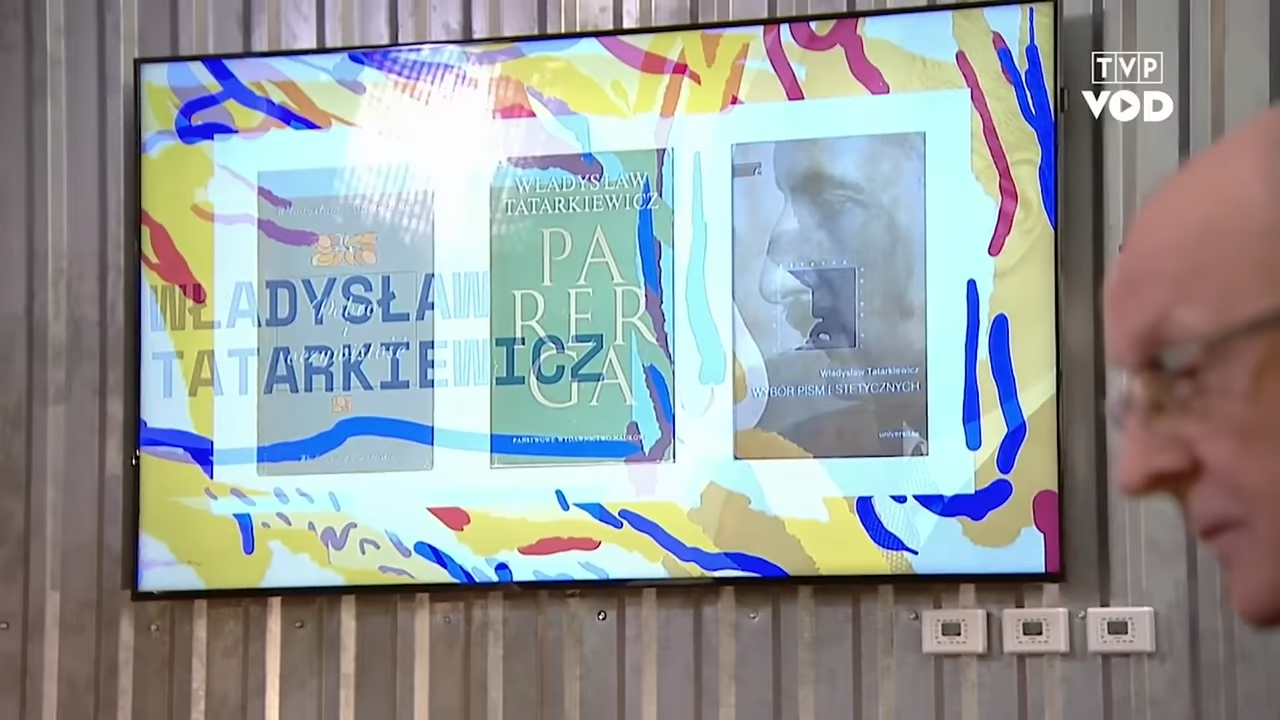 TVP
VOD
WŁADYSŁAW
TATARKIEWICZ
WŁADYSŁAW
TATARKIEWICZ
PA
RER
GA
PAŃSTWOWE WYDAWNICTWO NAUKOWE
Władysław Tatarkiewicz
WYBÓR PISM ESTETYCZNYCH
universitas